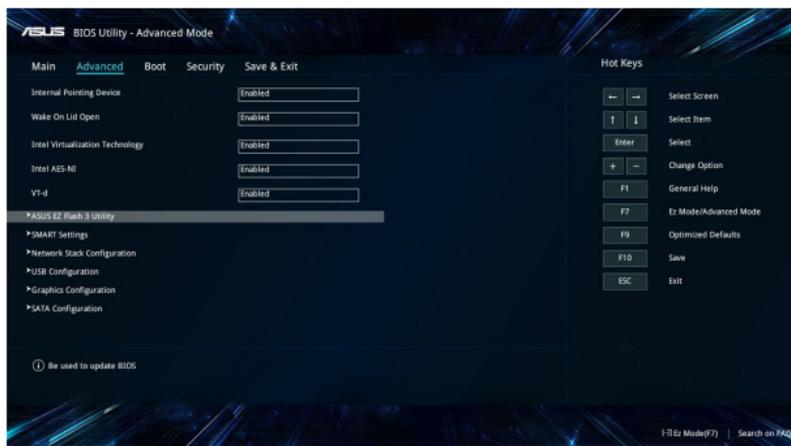 ASUS BIOS Utility - Advanced Mode
Main Advanced Boot Security Save & Exit
Hot Keys
Internal Pointing Device Enabled
Wake On Lid Open Enabled
Intel Virtualization Technology Enabled
Intel AES-NI Enabled
VT-d Enabled
ASUS EZ Flash 3 Utility
SMART Settings
Network Stack Configuration
USB Configuration
Graphics Configuration
SATA Configuration
← → Select Screen
↑ ↓ Select Item
Enter Select
+ - Change Option
F1 General Help
F7 Ez Mode/Advanced Mode
F9 Optimized Defaults
F10 Save
ESC Exit
Be used to update BIOS
Ez Mode(F7) | Search on FAQ